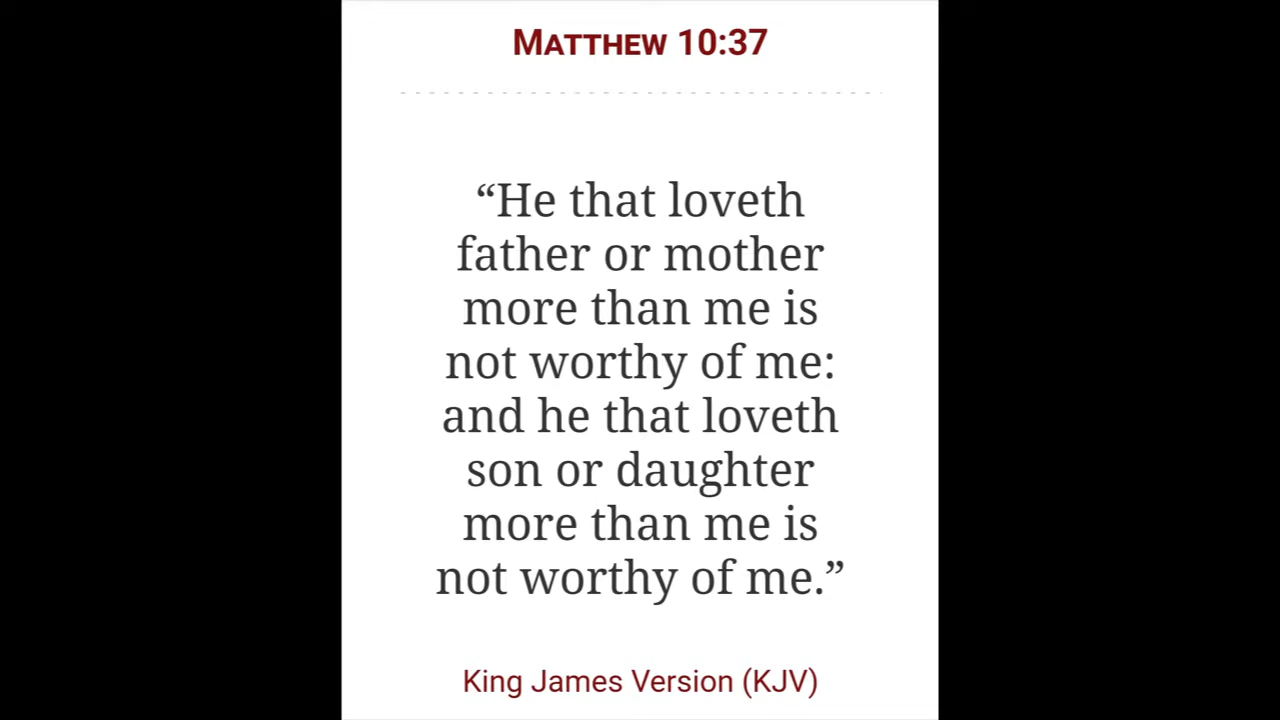 MATTHEW 10:37
“He that loveth
father or mother
more than me is
not worthy of me:
and he that loveth
son or daughter
more than me is
not worthy of me.”
King James Version (KJV)